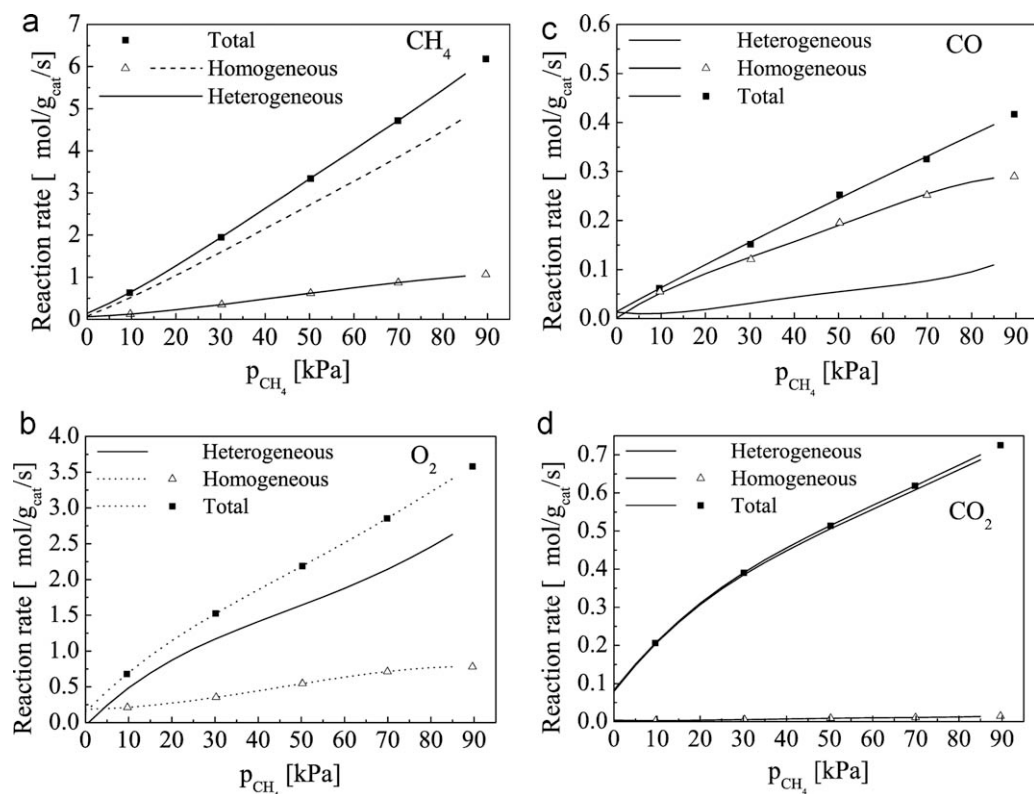 a
CH4
Total
Homogeneous
Heterogeneous
Reaction rate [ mol/gcat/s]
7
6
5
4
3
2
1
0
0 10 20 30 40 50 60 70 80 90
pCH4 [kPa]
c
CO
Heterogeneous
Homogeneous
Total
Reaction rate [ mol/gcat/s]
0.6
0.5
0.4
0.3
0.2
0.1
0.0
0 10 20 30 40 50 60 70 80 90
pCH4 [kPa]
b
O2
Heterogeneous
Homogeneous
Total
Reaction rate [ mol/gcat/s]
4.0
3.5
3.0
2.5
2.0
1.5
1.0
0.5
0.0
0 10 20 30 40 50 60 70 80 90
pCH4 [kPa]
d
CO2
Heterogeneous
Homogeneous
Total
Reaction rate [ mol/gcat/s]
0.7
0.6
0.5
0.4
0.3
0.2
0.1
0.0
0 10 20 30 40 50 60 70 80 90
pCH4 [kPa]